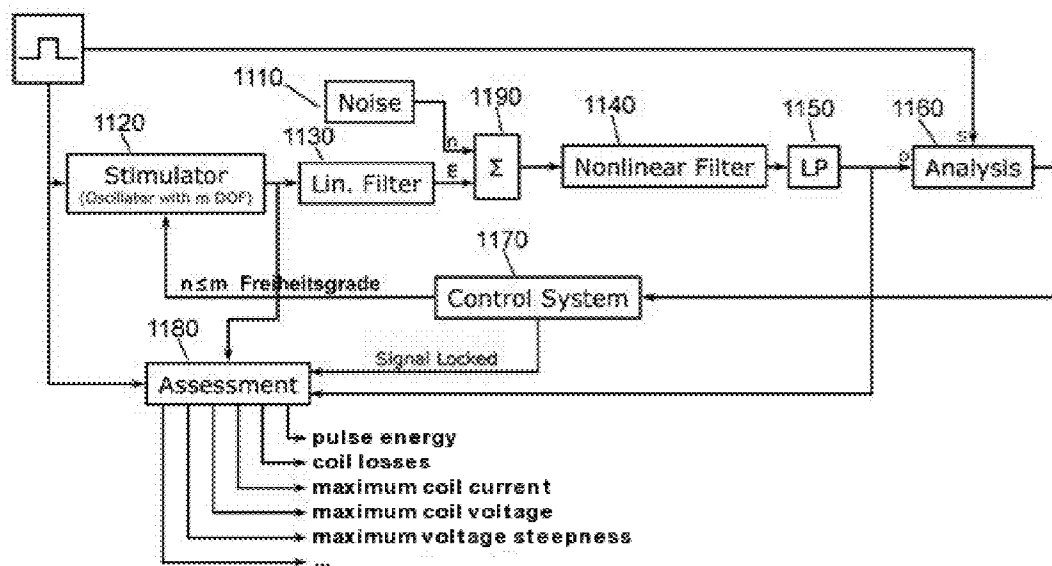 1110
Noise
1190
1140
1150
1160
1120
1130
n
s
Stimulator
(Oscillator with m DOF)
Lin. Filter
Σ
Nonlinear Filter
LP
Analysis
1170
n≤m Freiheitsgrade
Control System
1180
Signal Locked
Assessment
pulse energy
coil losses
maximum coil current
maximum coil voltage
maximum voltage steepness
...